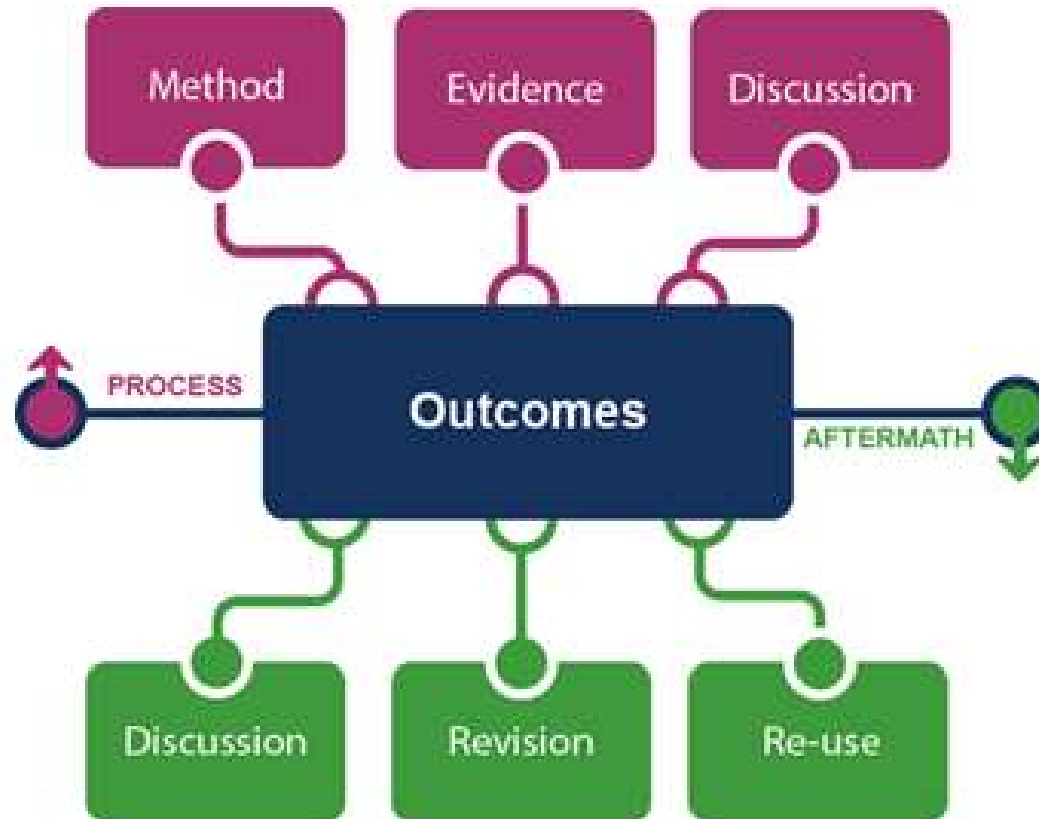 Method
Evidence
Discussion
PROCESS
Outcomes
AFTERMATH
Discussion
Revision
Re-use